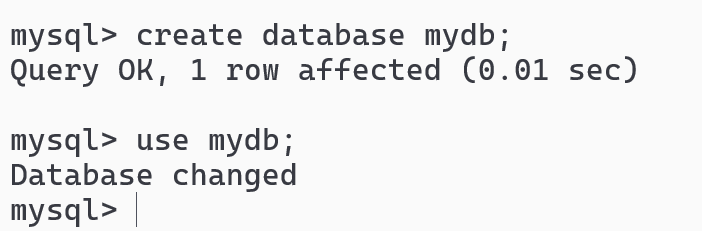 mysql> create database mydb;
Query OK, 1 row affected (0.01 sec)
mysql> use mydb;
Database changed
mysql>